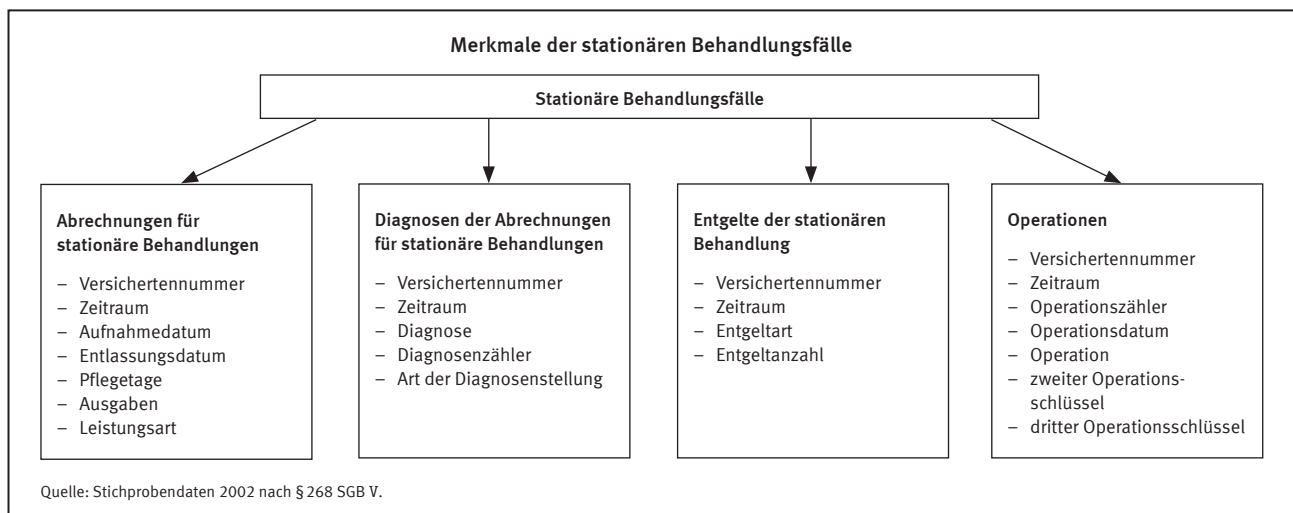 Merkmale der stationären Behandlungsfälle
Stationäre Behandlungsfälle
Abrechnungen für
stationäre Behandlungen
– Versichertennummer
– Zeitraum
– Aufnahmedatum
– Entlassungsdatum
– Pflegetage
– Ausgaben
– Leistungsart
Diagnosen der Abrechnungen
für stationäre Behandlungen
– Versichertennummer
– Zeitraum
– Diagnose
– Diagnosenzähler
– Art der Diagnosenstellung
Entgelte der stationären
Behandlung
– Versichertennummer
– Zeitraum
– Entgeltart
– Entgeltanzahl
Operationen
– Versichertennummer
– Zeitraum
– Operationszähler
– Operationsdatum
– Operation
– zweiter Operations-
schlüssel
– dritter Operationsschlüssel
Quelle: Stichprobendaten 2002 nach § 268 SGB V.